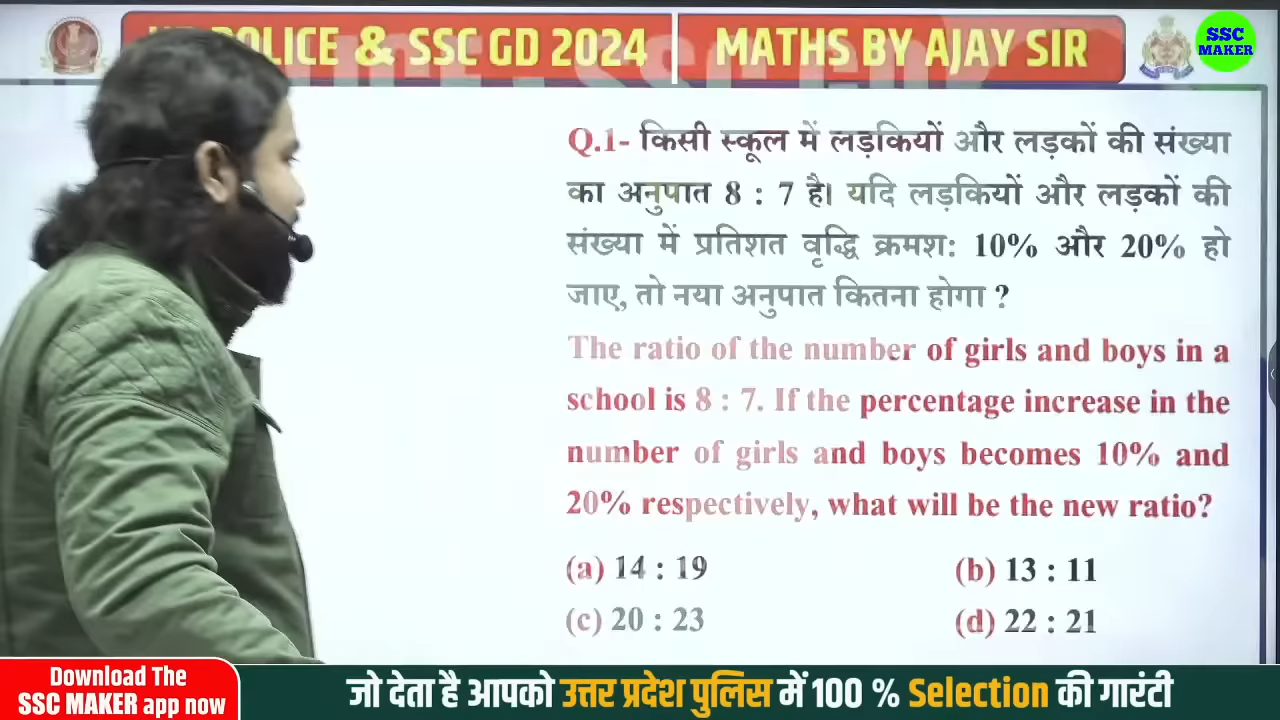 POLICE & SSC GD 2024
MATHS BY AJAY SIR
SSC
MAKER
Q.1- किसी स्कूल में लड़कियों और लड़कों की संख्या
का अनुपात 8 : 7 है। यदि लड़कियों और लड़कों की
संख्या में प्रतिशत वृद्धि क्रमश: 10% और 20% हो
जाए, तो नया अनुपात कितना होगा ?
The ratio of the number of girls and boys in a
school is 8 : 7. If the percentage increase in the
number of girls and boys becomes 10% and
20% respectively, what will be the new ratio?
(a) 14 : 19
(b) 13 : 11
(c) 20 : 23
(d) 22 : 21
Download The
SSC MAKER app now
जो देता है आपको उत्तर प्रदेश पुलिस में 100 % Selection की गारंटी